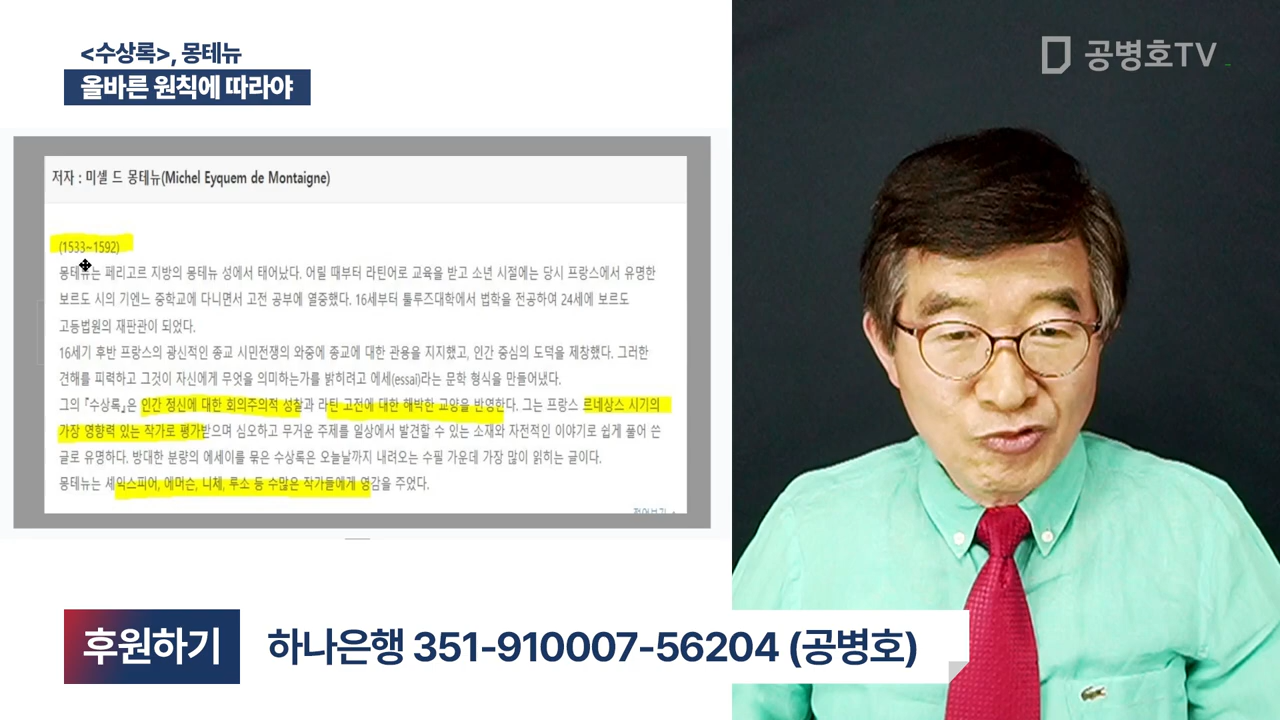 <수상록>, 몽테뉴
올바른 원칙에 따라야
공병호TV
저자 : 미셸 드 몽테뉴(Michel Eyquem de Montaigne)
(1533~1592)
몽테뉴는 페리고르 지방의 몽테뉴 성에서 태어났다. 어릴 때부터 라틴어로 교육을 받고 소년 시절에는 당시 프랑스에서 유명한
보르도 시의 기엔느 중학교에 다니면서 고전 공부에 열중했다. 16세부터 툴루즈대학에서 법학을 전공하여 24세에 보르도
고등법원의 재판관이 되었다.
16세기 후반 프랑스의 광신적인 종교 시민전쟁의 와중에 종교에 대한 관용을 지지했고, 인간 중심의 도덕을 제창했다. 그러한
견해를 피력하고 그것이 자신에게 무엇을 의미하는가를 밝히려고 에세(essai)라는 문학 형식을 만들어냈다.
그의 『수상록』은 인간 정신에 대한 회의주의적 성찰과 라틴 고전에 대한 해박한 교양을 반영한다. 그는 프랑스 르네상스 시기의
가장 영향력 있는 작가로 평가받으며 심오하고 무거운 주제를 일상에서 발견할 수 있는 소재와 자전적인 이야기로 쉽게 풀어 쓴
글로 유명하다. 방대한 분량의 에세이를 묶은 수상록은 오늘날까지 내려오는 수필 가운데 가장 많이 읽히는 글이다.
몽테뉴는 셰익스피어, 에머슨, 니체, 루소 등 수많은 작가들에게 영감을 주었다.
후원하기
하나은행 351-910007-56204 (공병호)